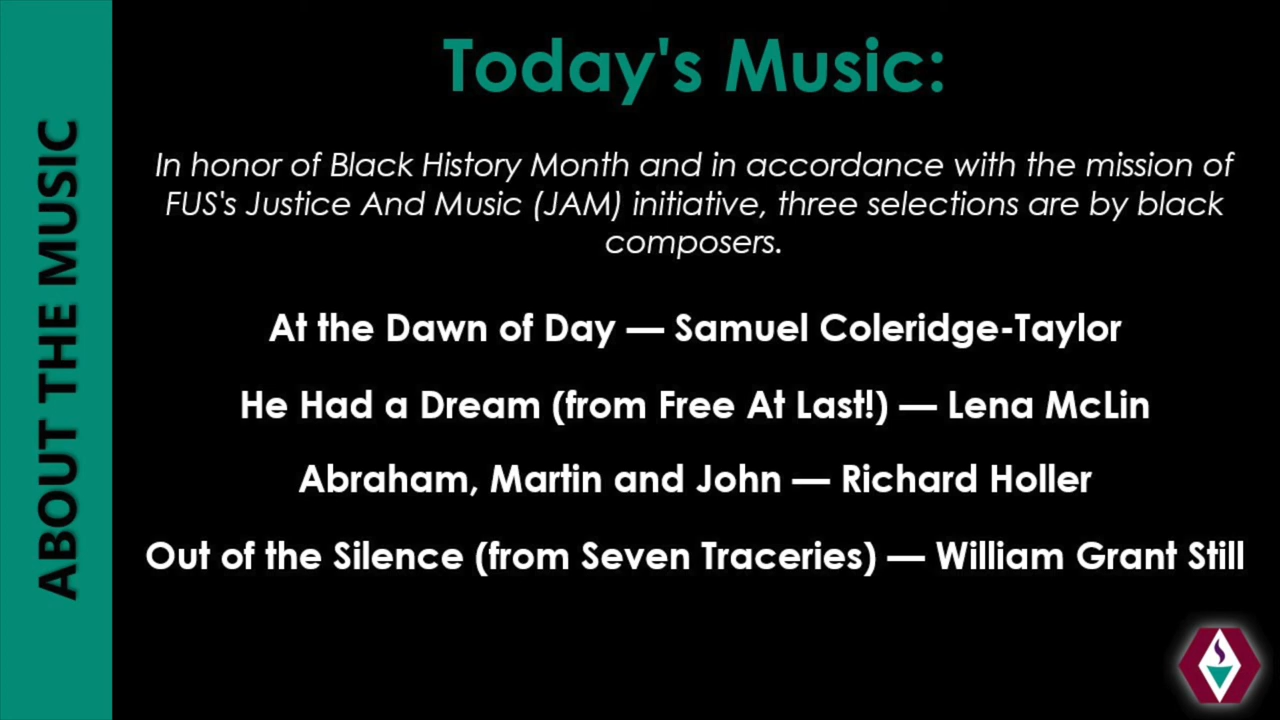 ABOUT THE MUSIC
Today's Music:
In honor of Black History Month and in accordance with the mission of
FUS's Justice And Music (JAM) initiative, three selections are by black
composers.
At the Dawn of Day — Samuel Coleridge-Taylor
He Had a Dream (from Free At Last!) — Lena McLin
Abraham, Martin and John — Richard Holler
Out of the Silence (from Seven Traceries) — William Grant Still